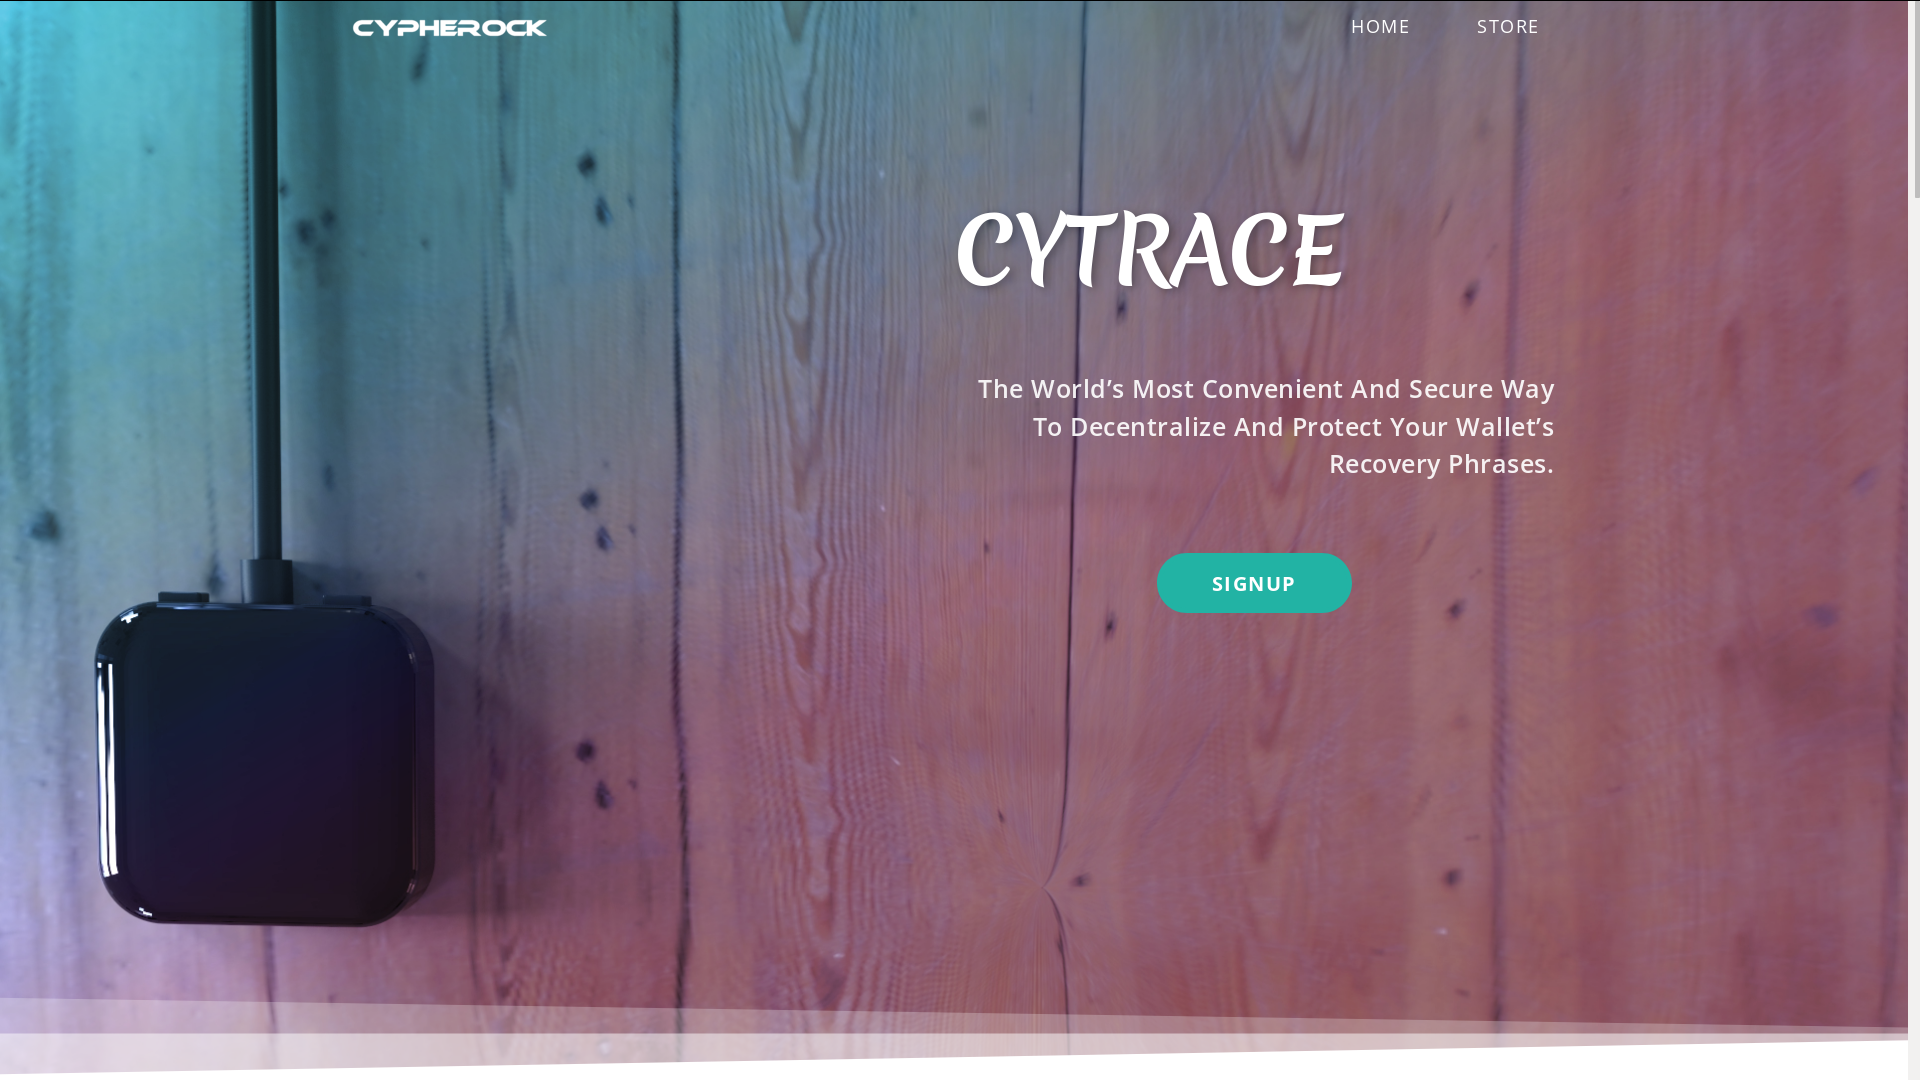 CYPHEROCK
HOME
STORE
CYTRACE
The World’s Most Convenient And Secure Way
To Decentralize And Protect Your Wallet’s
Recovery Phrases.
SIGNUP